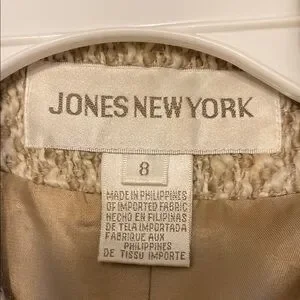 JONES NEW YORK
8
MADE IN PHILIPPINES
OF IMPORTED FABRIC
HECHO EN FILIPINAS
DE TELA IMPORTADA
FABRIQUE AUX
PHILIPPINES
DE TISSU IMPORTE